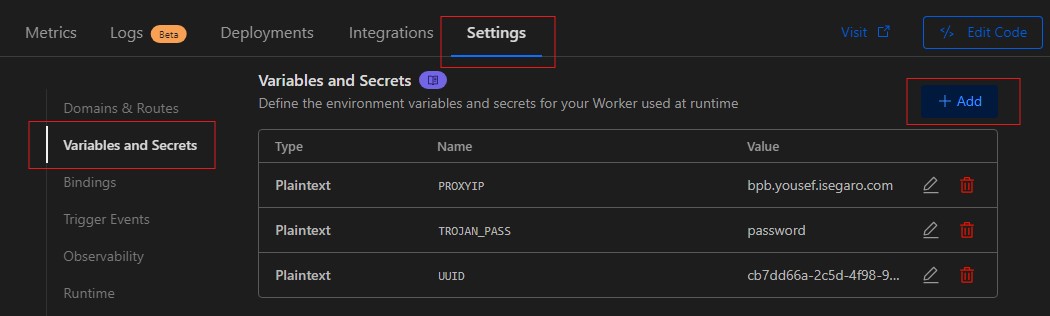 Metrics Logs Beta Deployments Integrations Settings Visit </> Edit Code
Variables and Secrets
Define the environment variables and secrets for your Worker used at runtime
+ Add
Domains & Routes
Variables and Secrets
Bindings
Trigger Events
Observability
Runtime
Type Name Value
Plaintext PROXYIP bpb.yousef.isegaro.com
Plaintext TROJAN_PASS password
Plaintext UUID cb7dd66a-2c5d-4f98-9...